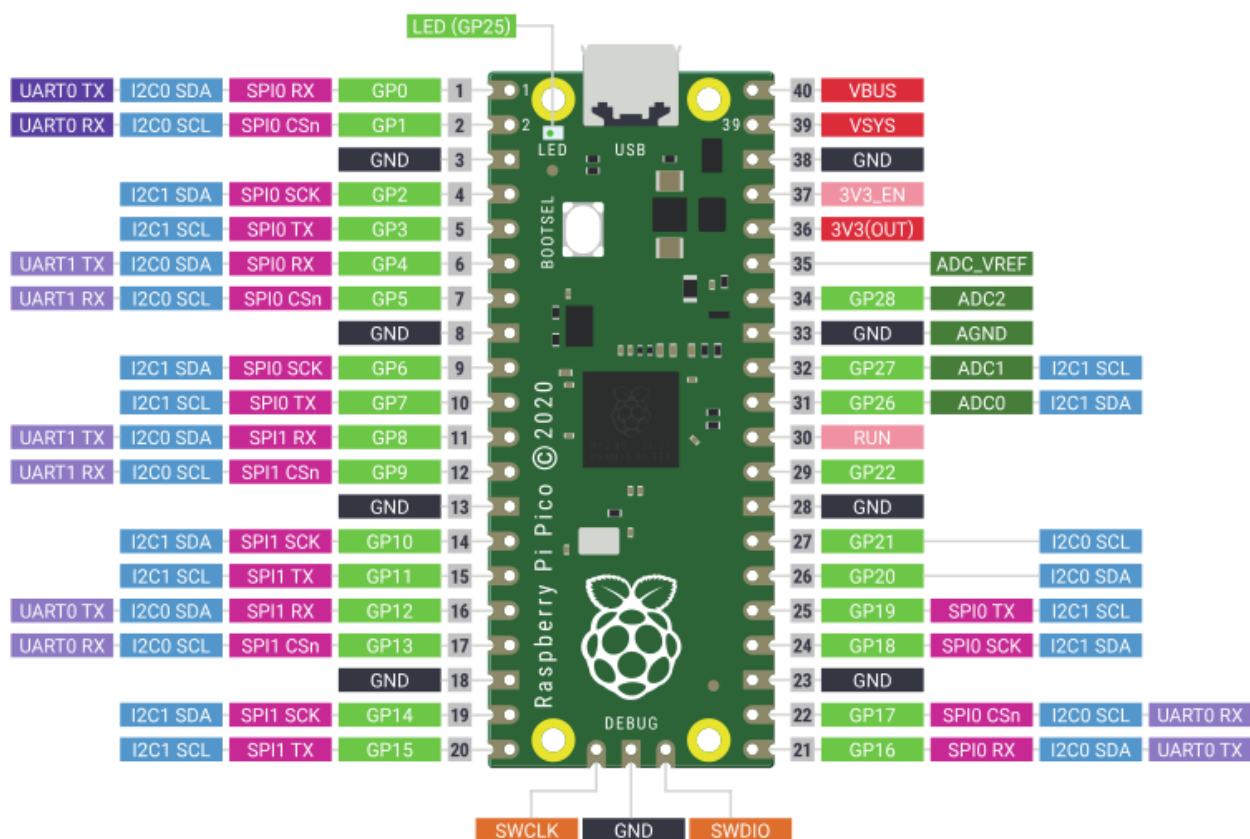 LED (GP25)
UART0 TX I2C0 SDA SPI0 RX GP0 1 1 40 VBUS
UART0 RX I2C0 SCL SPI0 CSn GP1 2 2 39 39 VSYS
LED USB
GND 3 38 GND
I2C1 SDA SPI0 SCK GP2 4 37 3V3_EN
I2C1 SCL SPI0 TX GP3 5 BOOTSEL 36 3V3(OUT)
UART1 TX I2C0 SDA SPI0 RX GP4 6 35 ADC_VREF
UART1 RX I2C0 SCL SPI0 CSn GP5 7 34 GP28 ADC2
GND 8 33 GND AGND
I2C1 SDA SPI0 SCK GP6 9 32 GP27 ADC1 I2C1 SCL
I2C1 SCL SPI0 TX GP7 10 31 GP26 ADC0 I2C1 SDA
UART1 TX I2C0 SDA SPI1 RX GP8 11 30 RUN
UART1 RX I2C0 SCL SPI1 CSn GP9 12 29 GP22
GND 13 28 GND
I2C1 SDA SPI1 SCK GP10 14 27 GP21 I2C0 SCL
I2C1 SCL SPI1 TX GP11 15 26 GP20 I2C0 SDA
UART0 TX I2C0 SDA SPI1 RX GP12 16 25 GP19 SPI0 TX I2C1 SCL
UART0 RX I2C0 SCL SPI1 CSn GP13 17 24 GP18 SPI0 SCK I2C1 SDA
GND 18 23 GND
Raspberry Pi Pico ©2020
I2C1 SDA SPI1 SCK GP14 19 22 GP17 SPI0 CSn I2C0 SCL UART0 RX
DEBUG
I2C1 SCL SPI1 TX GP15 20 21 GP16 SPI0 RX I2C0 SDA UART0 TX
SWCLK GND SWDIO